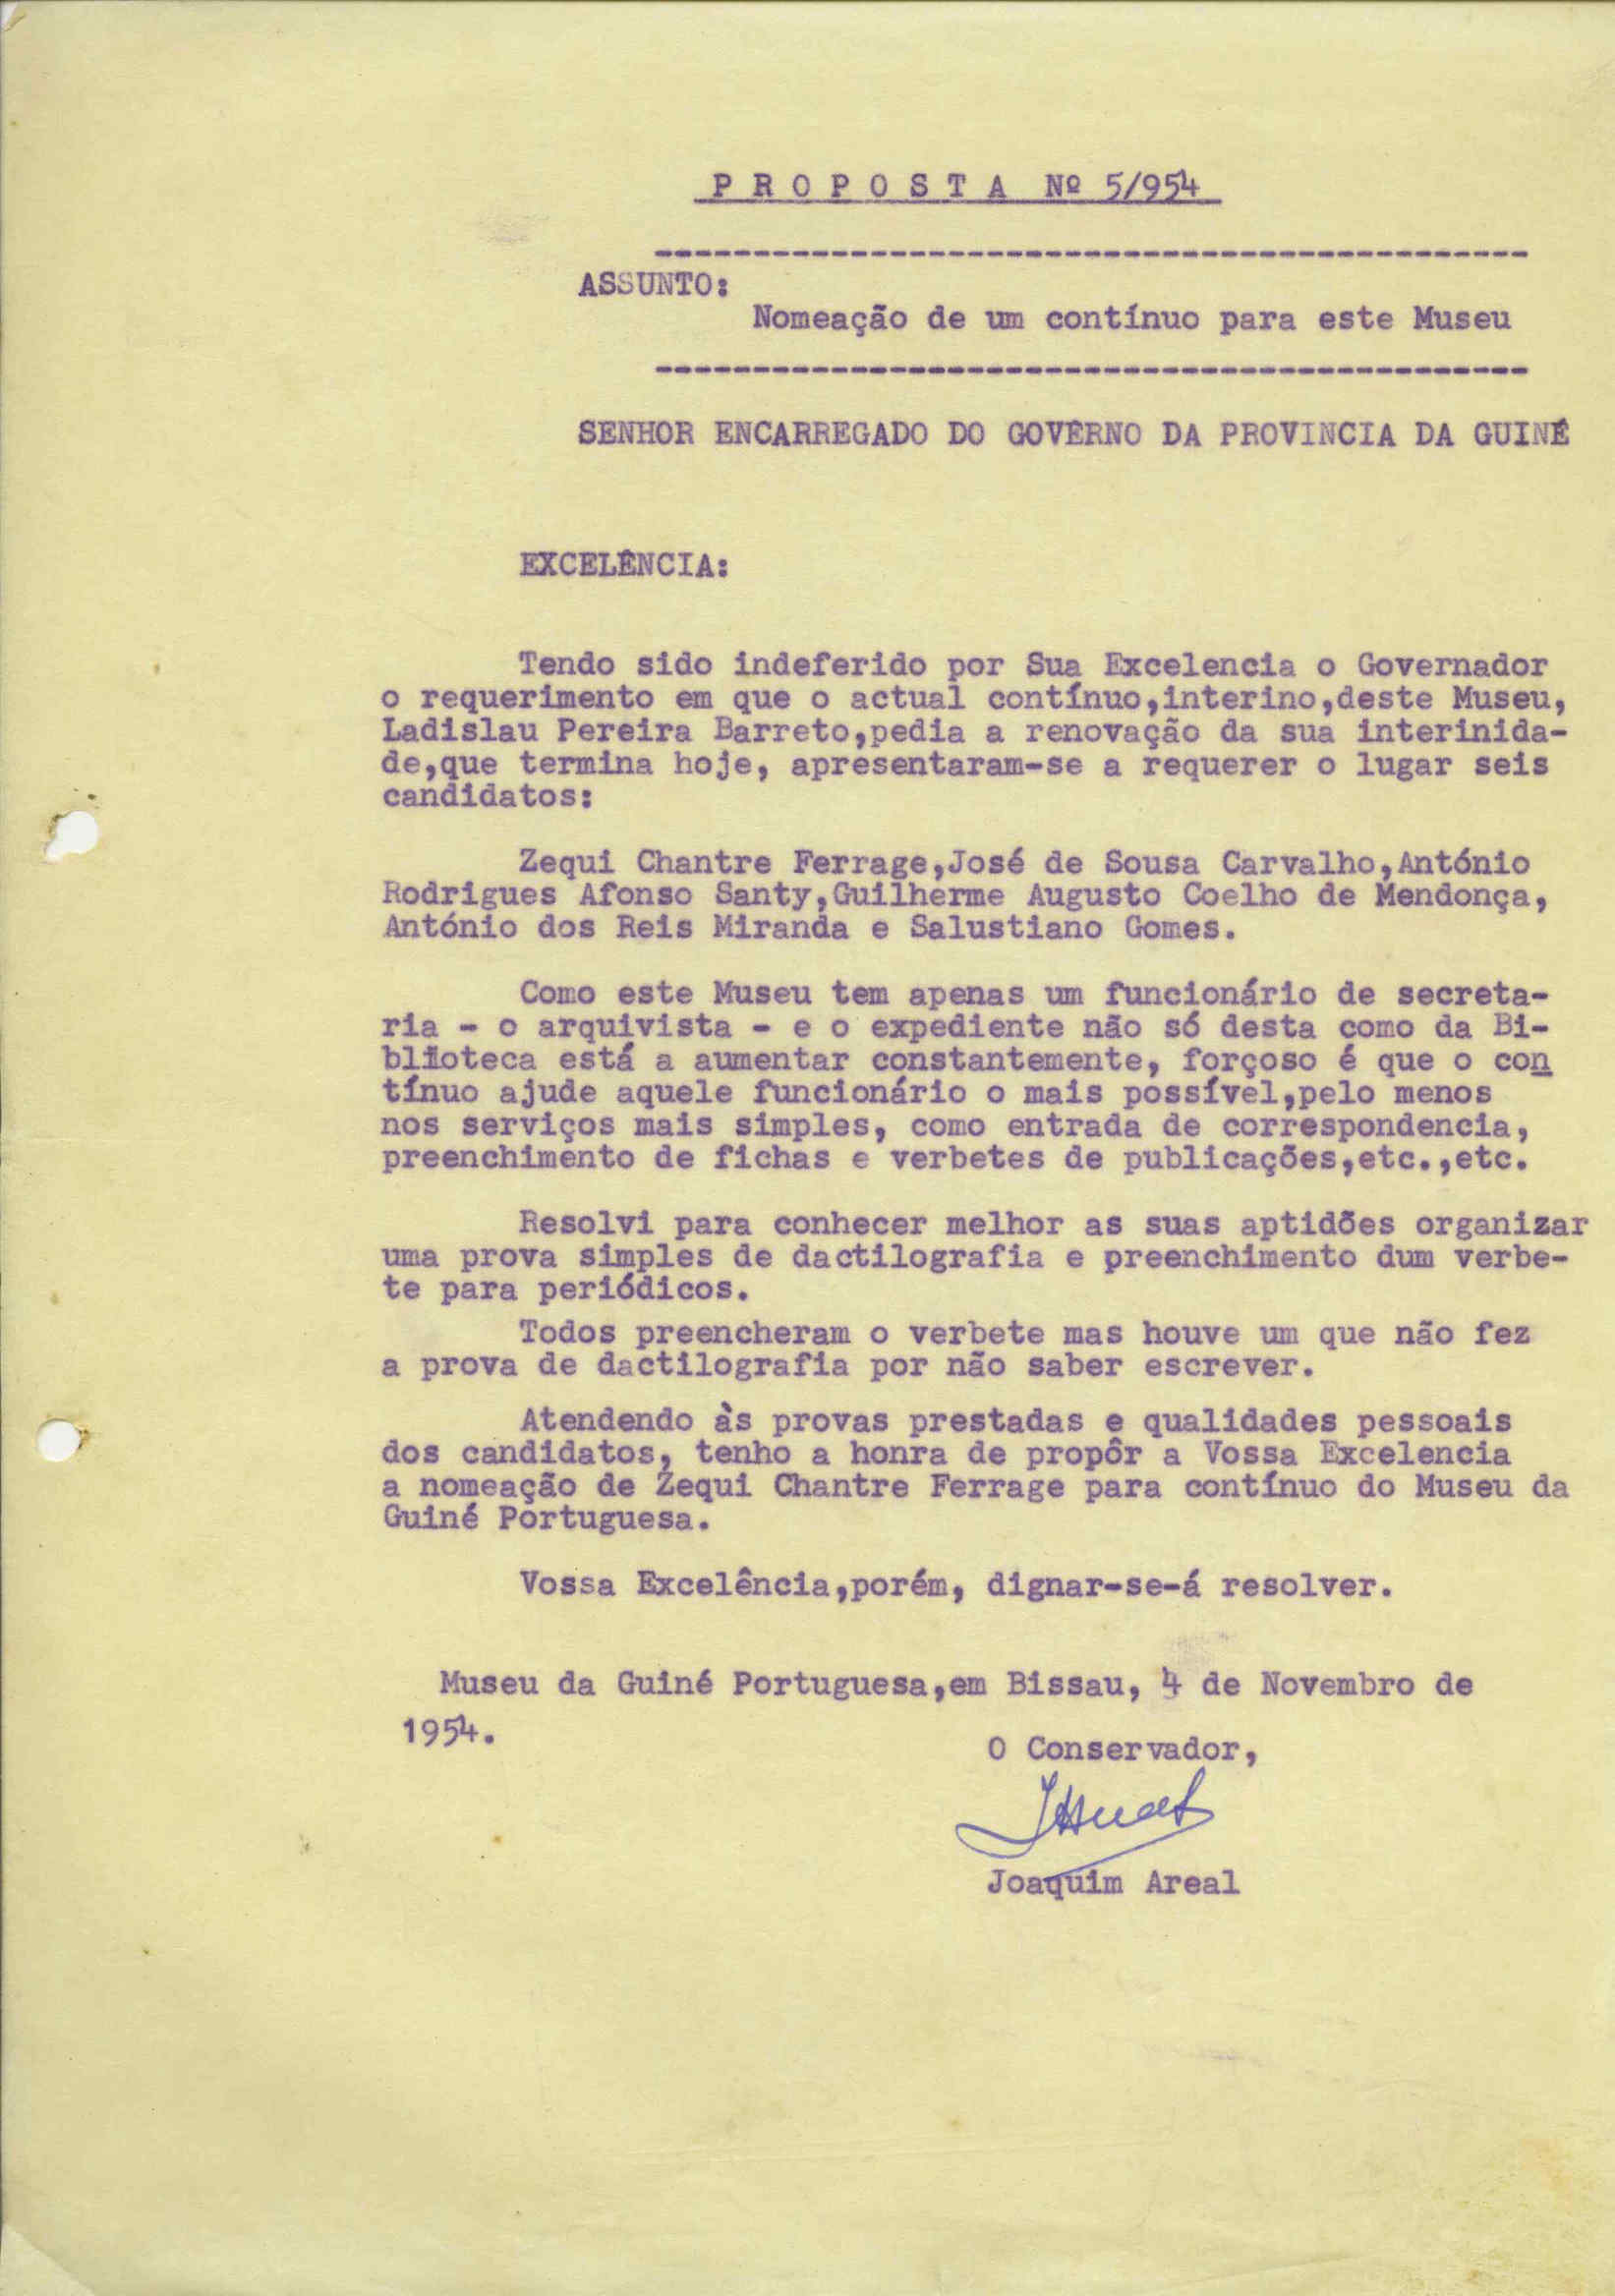 PROPOSTA Nº 5/954
ASSUNTO:
Nomeação de um contínuo para este Museu
SENHOR ENCARREGADO DO GOVÊRNO DA PROVINCIA DA GUINÉ
EXCELÊNCIA:
Tendo sido indeferido por Sua Excelencia o Governador
o requerimento em que o actual contínuo,interino,deste Museu,
Ladislau Pereira Barreto,pedia a renovação da sua interinida-
de,que termina hoje, apresentaram-se a requerer o lugar seis
candidatos:
Zequi Chantre Ferrage,José de Sousa Carvalho,António
Rodrigues Afonso Santy,Guilherme Augusto Coelho de Mendonça,
António dos Reis Miranda e Salustiano Gomes.
Como este Museu tem apenas um funcionário de secreta-
ria - o arquivista - e o expediente não só desta como da Bi-
blioteca está a aumentar constantemente, forçoso é que o con
tínuo ajude aquele funcionário o mais possível,pelo menos
nos serviços mais simples, como entrada de correspondencia,
preenchimento de fichas e verbetes de publicações,etc.,etc.
Resolvi para conhecer melhor as suas aptidões organizar
uma prova simples de dactilografia e preenchimento dum verbe-
te para periódicos.
Todos preencheram o verbete mas houve um que não fez
a prova de dactilografia por não saber escrever.
Atendendo às provas prestadas e qualidades pessoais
dos candidatos, tenho a honra de propôr a Vossa Excelencia
a nomeação de Zequi Chantre Ferrage para contínuo do Museu da
Guiné Portuguesa.
Vossa Excelência,porém, dignar-se-á resolver.
Museu da Guiné Portuguesa,em Bissau, 4 de Novembro de
1954.
O Conservador,
Joaquim Areal